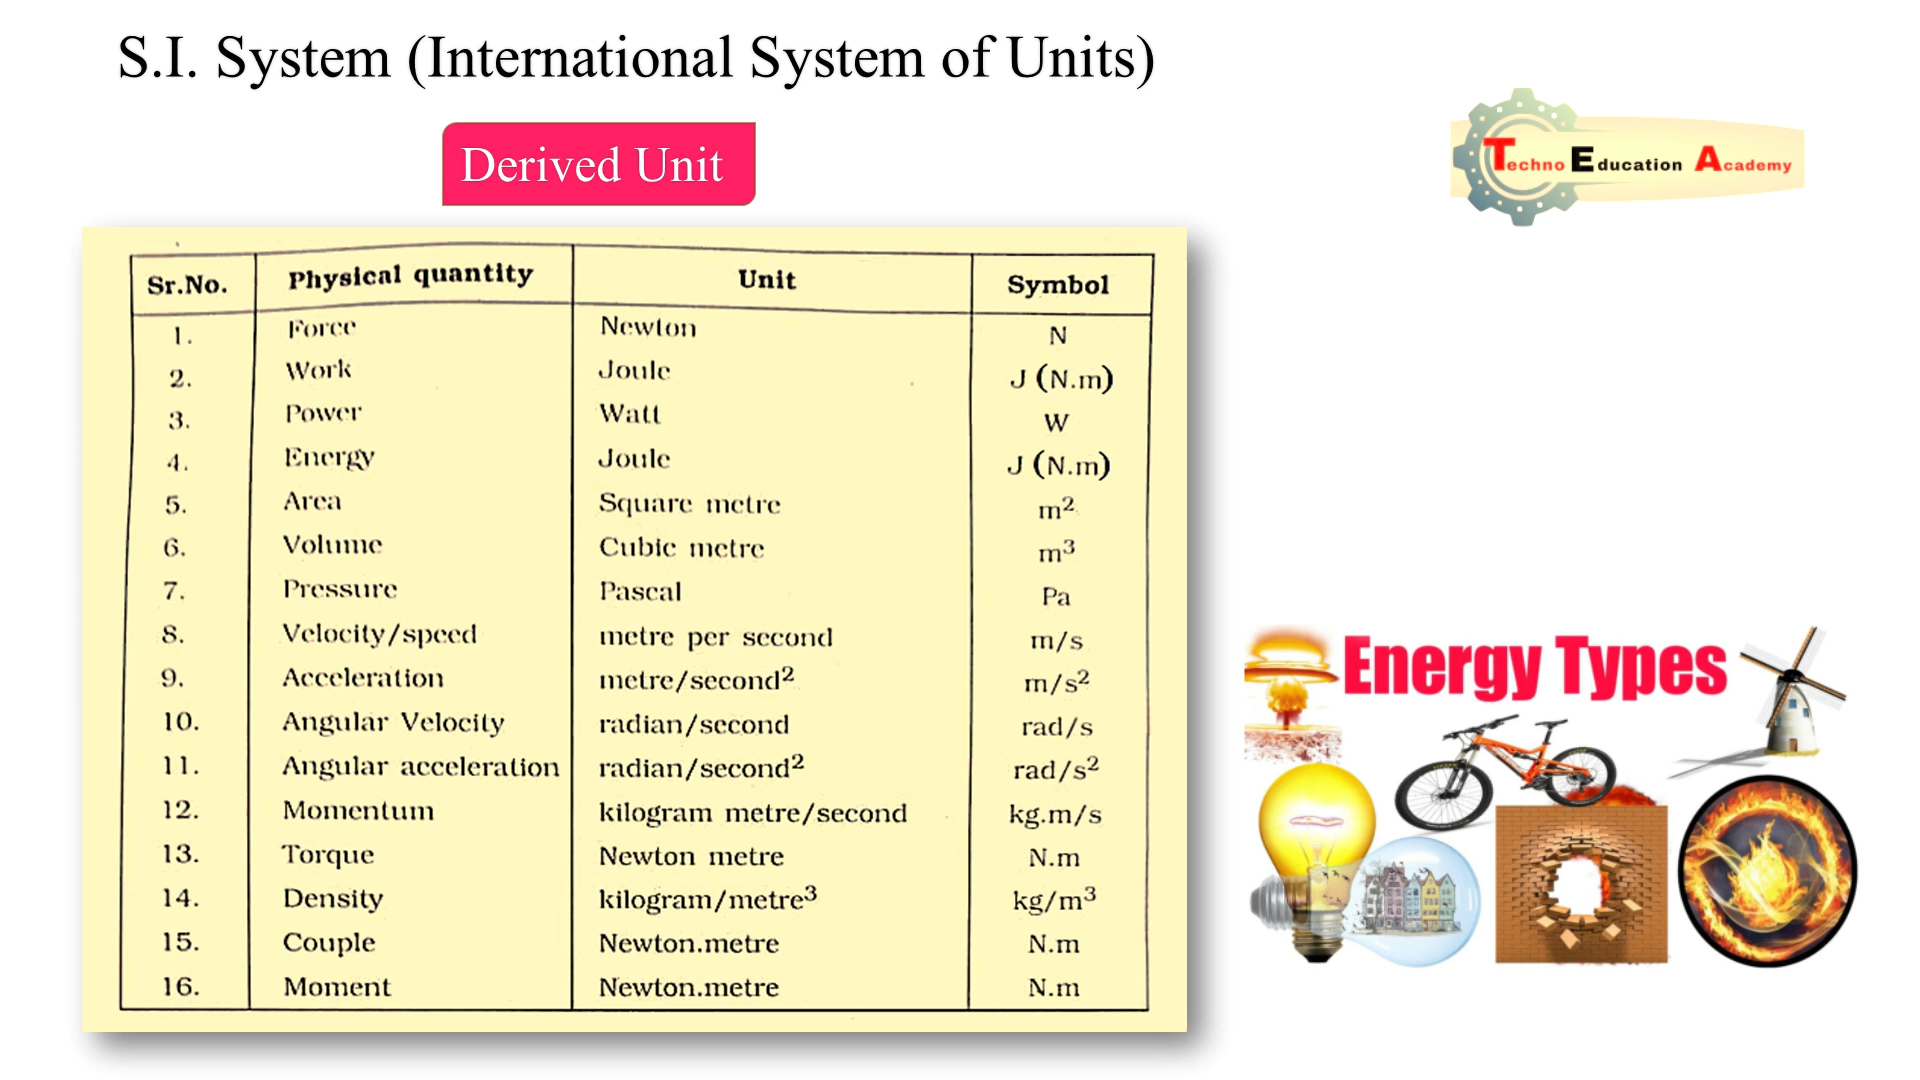 S.I. System (International System of Units)
Techno Education Academy
Derived Unit
Sr.No. Physical quantity Unit Symbol
1. Force Newton N
2. Work Joule J (N.m)
3. Power Watt W
4. Energy Joule J (N.m)
5. Area Square metre m²
6. Volume Cubic metre m³
7. Pressure Pascal Pa
8. Velocity/speed metre per second m/s
9. Acceleration metre/second² m/s²
10. Angular Velocity radian/second rad/s
11. Angular acceleration radian/second² rad/s²
12. Momentum kilogram metre/second kg.m/s
13. Torque Newton metre N.m
14. Density kilogram/metre³ kg/m³
15. Couple Newton.metre N.m
16. Moment Newton.metre N.m
Energy Types